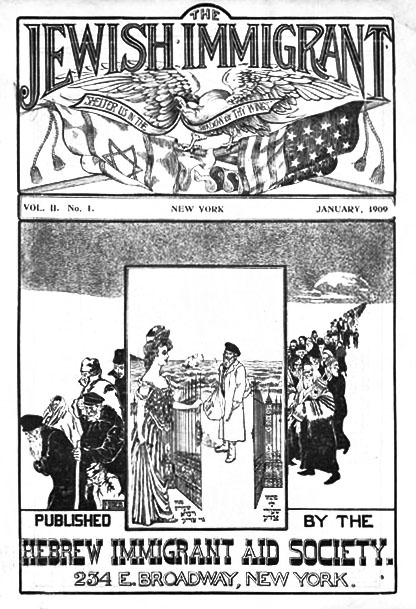 THE
JEWISH IMMIGRANT
SHELTER US IN THE
SHADOW OF THY WINGS
VOL. II. No. 1. NEW YORK JANUARY, 1909
PUBLISHED BY THE
HEBREW IMMIGRANT AID SOCIETY.
234 E. BROADWAY, NEW YORK.